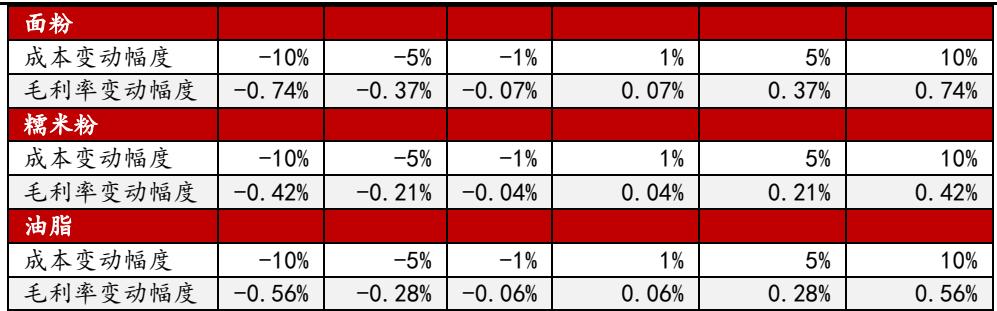 面粉
成本变动幅度 -10% -5% -1% 1% 5% 10%
毛利率变动幅度 -0.74% -0.37% -0.07% 0.07% 0.37% 0.74%
糯米粉
成本变动幅度 -10% -5% -1% 1% 5% 10%
毛利率变动幅度 -0.42% -0.21% -0.04% 0.04% 0.21% 0.42%
油脂
成本变动幅度 -10% -5% -1% 1% 5% 10%
毛利率变动幅度 -0.56% -0.28% -0.06% 0.06% 0.28% 0.56%